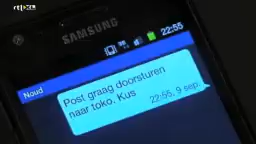 rtl XL
SAMSUNG
22:55
Noud
Post graag doorsturen
naar toko. Kus
22:55, 9 sep.